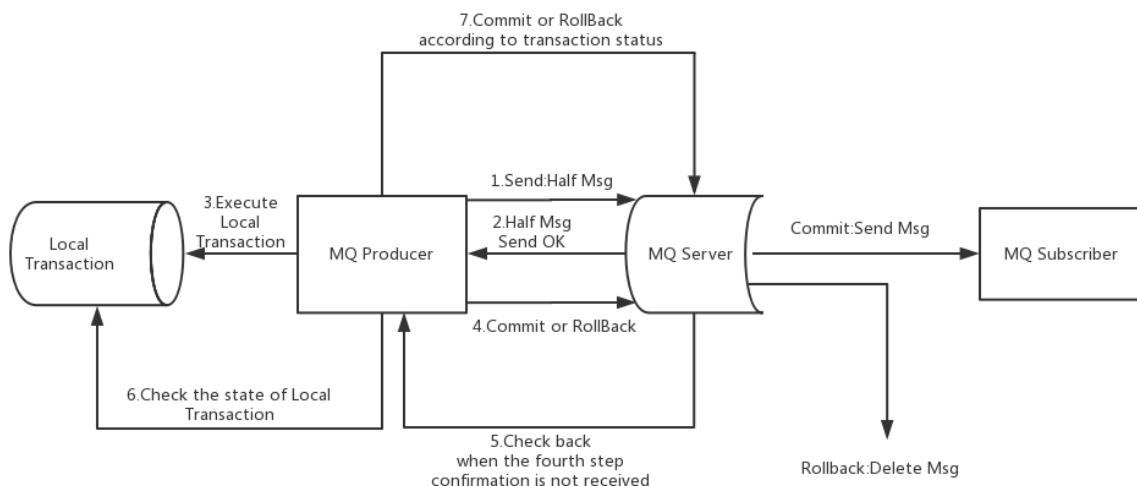 7.Commit or RollBack
according to transaction status
1.Send:Half Msg
2.Half Msg
Send OK
3.Execute
Local
Transaction
Local
Transaction
MQ Producer
MQ Server
Commit:Send Msg
MQ Subscriber
4.Commit or RollBack
6.Check the state of Local
Transaction
5.Check back
when the fourth step
confirmation is not received
Rollback:Delete Msg